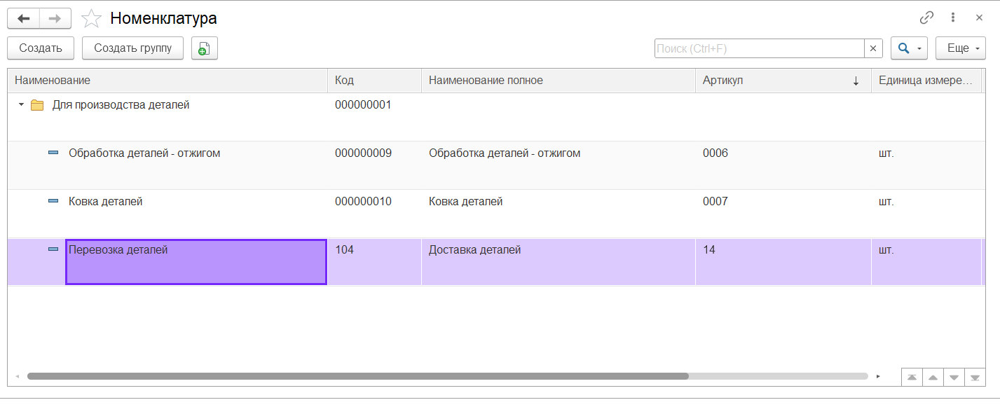 Номенклатура
Создать Создать группу Поиск (Ctrl+F) Еще
Наименование Код Наименование полное Артикул Единица измере...
Для производства деталей 000000001
Обработка деталей - отжигом 000000009 Обработка деталей - отжигом 0006 шт.
Ковка деталей 000000010 Ковка деталей 0007 шт.
Перевозка деталей 104 Доставка деталей 14 шт.